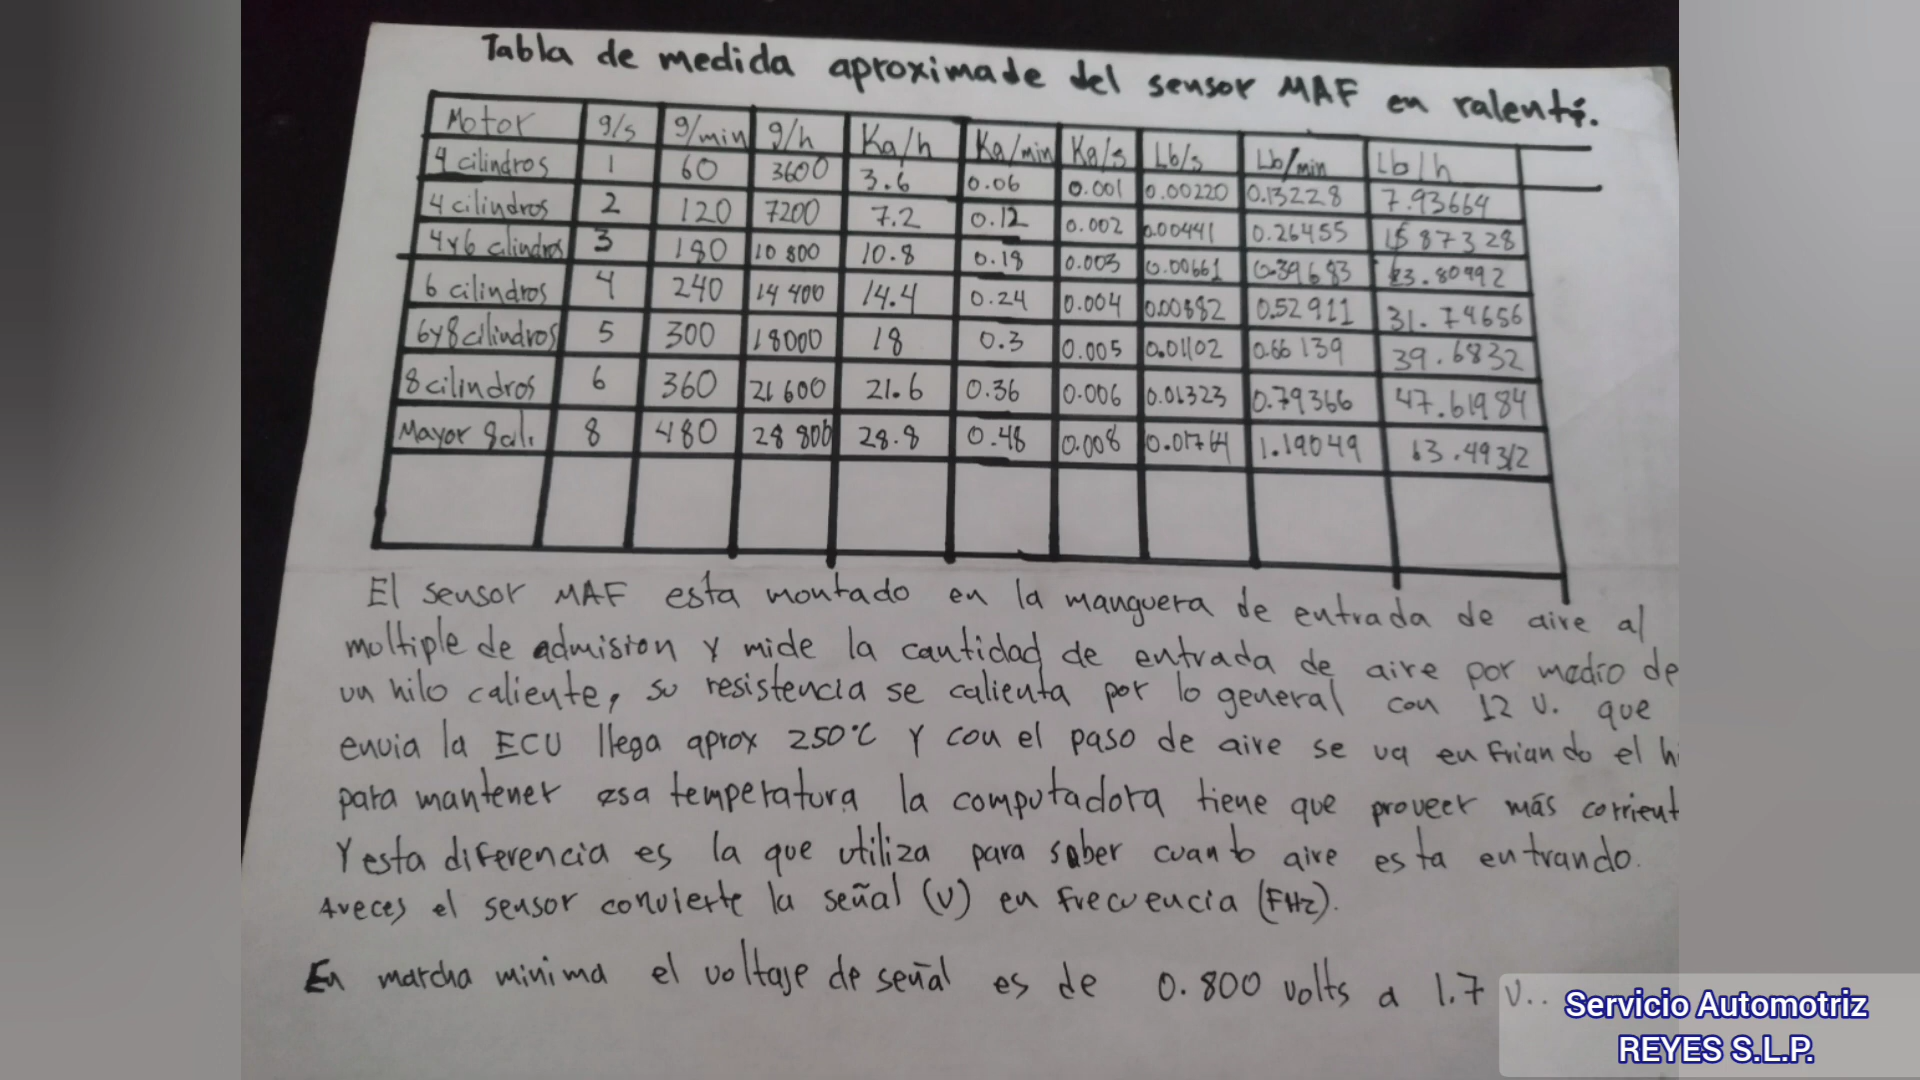 Tabla de medida aproximade del sensor MAF en ralentí.
Motor g/s g/min g/h Kg/h Kg/min Kg/s Lb/s Lb/min Lb/h
4 cilindros 1 60 3600 3.6 0.06 0.001 0.00220 0.13228 7.93664
4 cilindros 2 120 7200 7.2 0.12 0.002 0.00441 0.26455 15 87328
4y6 cilindros 3 180 10 800 10.8 0.18 0.003 0.00661 0.39683 23.80992
6 cilindros 4 240 14 400 14.4 0.24 0.004 0.00882 0.52911 31.74656
6y8 cilindros 5 300 18000 18 0.3 0.005 0.01102 0.66139 39.6832
8 cilindros 6 360 21 600 21.6 0.36 0.006 0.01323 0.79366 47.61984
Mayor 8cili. 8 480 28 800 28.8 0.48 0.008 0.01764 1.19049 63.49312
El sensor MAF esta montado en la manguera de entrada de aire al
moltiple de admision y mide la cantidad de entrada de aire por medio de
un hilo caliente, su resistencia se calienta por lo general con 12 V. que
envia la ECU llega aprox 250°C Y con el paso de aire se va enfriando el hi
para mantener esa temperatura la computadora tiene que proveer más corrient
Y esta diferencia es la que utiliza para saber cuanto aire esta entrando.
Aveces el sensor convierte la señal (V) en frecuencia (FHz).
En marcha minima el voltaje de señal es de 0.800 volts a 1.7 V..
Servicio Automotriz
REYES S.L.P.